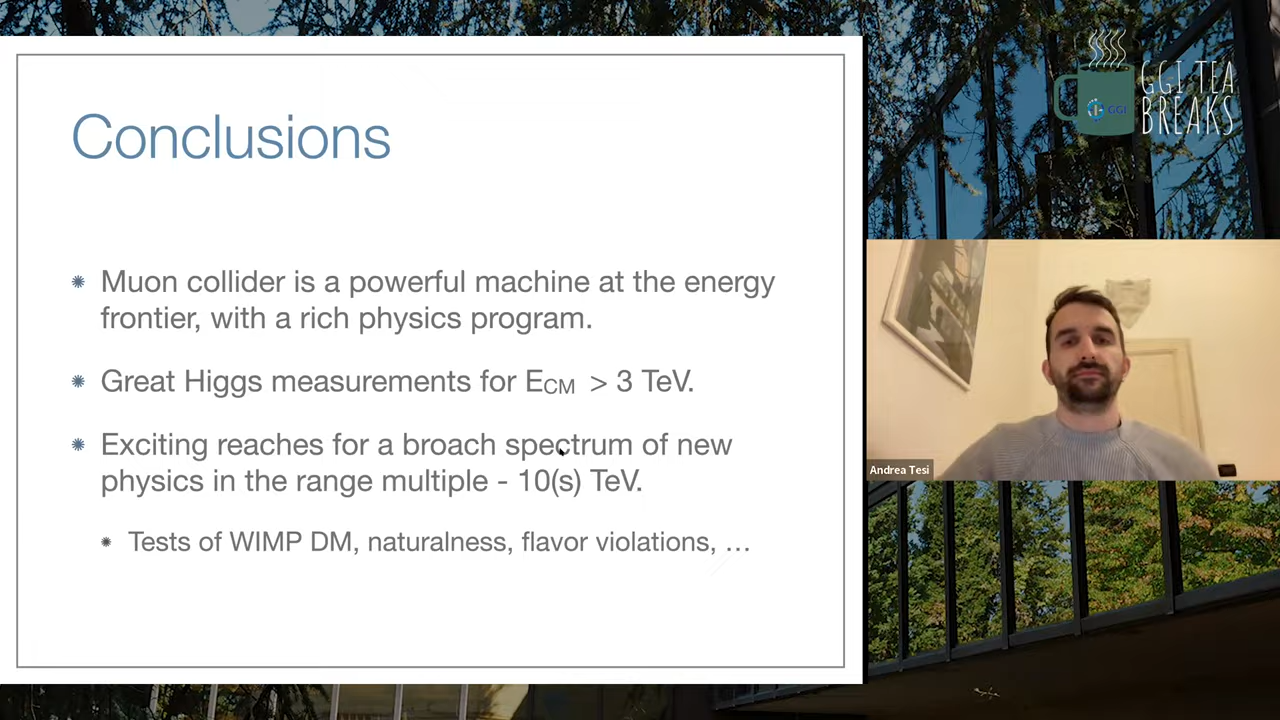 Conclusions
Muon collider is a powerful machine at the energy
frontier, with a rich physics program.
Great Higgs measurements for ECM > 3 TeV.
Exciting reaches for a broach spectrum of new
physics in the range multiple - 10(s) TeV.
Tests of WIMP DM, naturalness, flavor violations, …
GGI TEA
BREAKS
GGI
Andrea Tesi